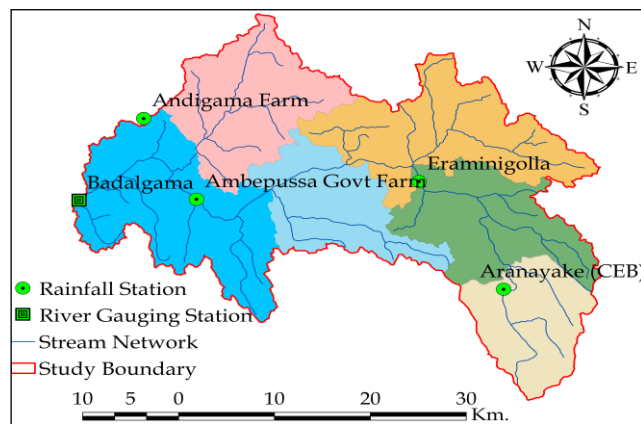 N
W E
S
Andigama Farm
Eraminigolla
Badalgama
Ambepussa Govt Farm
Aranayake (CEB)
Rainfall Station
River Gauging Station
Stream Network
Study Boundary
10 5 0 10 20 30
Km.